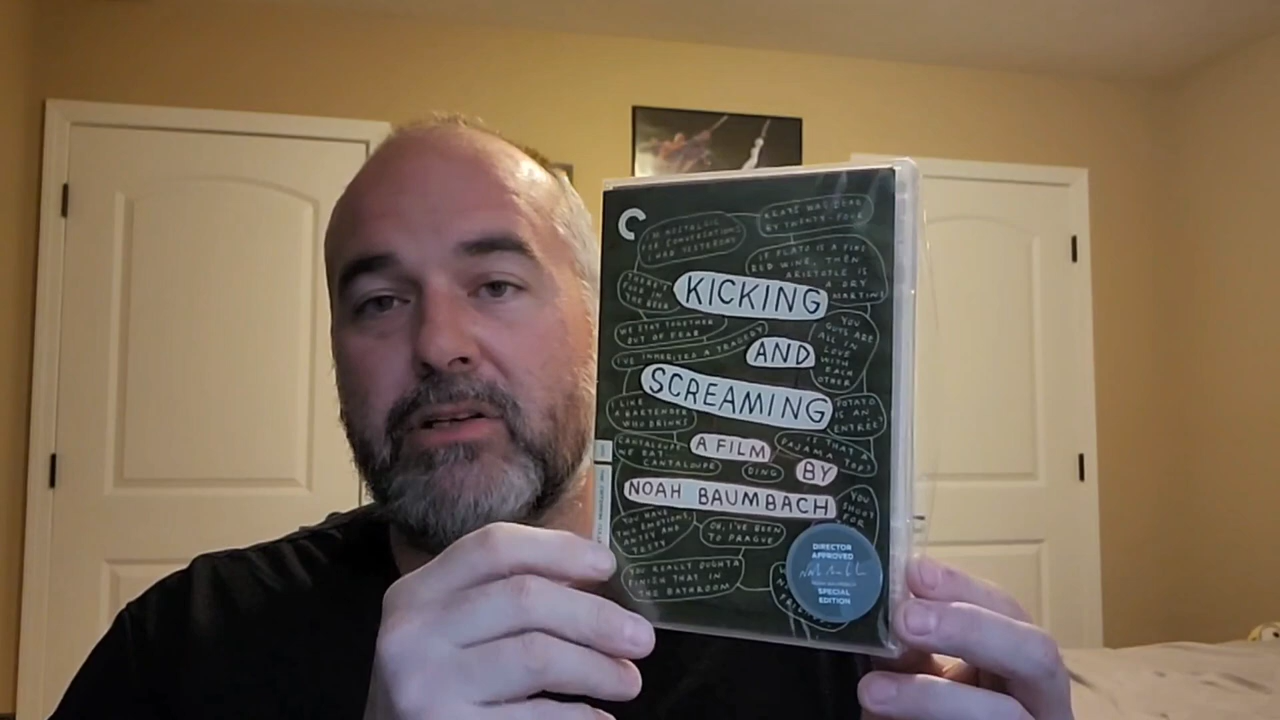 I'M NOSTALGIC
FOR CONVERSATIONS
I HAD YESTERDAY
KEATS WAS DEAD
BY TWENTY-FOUR
IF PLATO IS A FINE
RED WINE, THEN
ARISTOTLE IS
A DRY
MARTINI
THERE'S
FOOD IN
THE BEER
KICKING
WE STAY TOGETHER
OUT OF FEAR
YOU
GUYS ARE
ALL IN
LOVE
WITH
EACH
OTHER
I'VE INHERITED A TRAGEDY
AND
SCREAMING
I LIKE
A BARTENDER
WHO DRINKS
POTATO
IS AN
ENTRÉE?
CANTALOUPE
WE EAT
CANTALOUPE
A FILM
IS THAT A
PAJAMA TOP?
DING
BY
NOAH BAUMBACH
YOU HAVE
TWO EMOTIONS,
ANTSY AND
TESTY
OH, I'VE BEEN
TO PRAGUE
YOU
SHOOT
FOR
YOU REALLY OUGHTA
FINISH THAT IN
THE BATHROOM
DIRECTOR
APPROVED
SPECIAL
EDITION